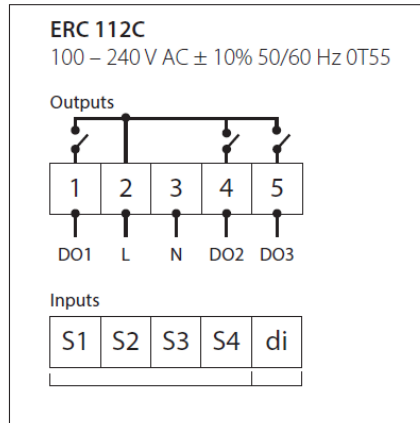 ERC 112C
100 – 240 V AC ± 10% 50/60 Hz 0T55
Outputs
1 2 3 4 5
DO1 L N DO2 DO3
Inputs
S1 S2 S3 S4 di